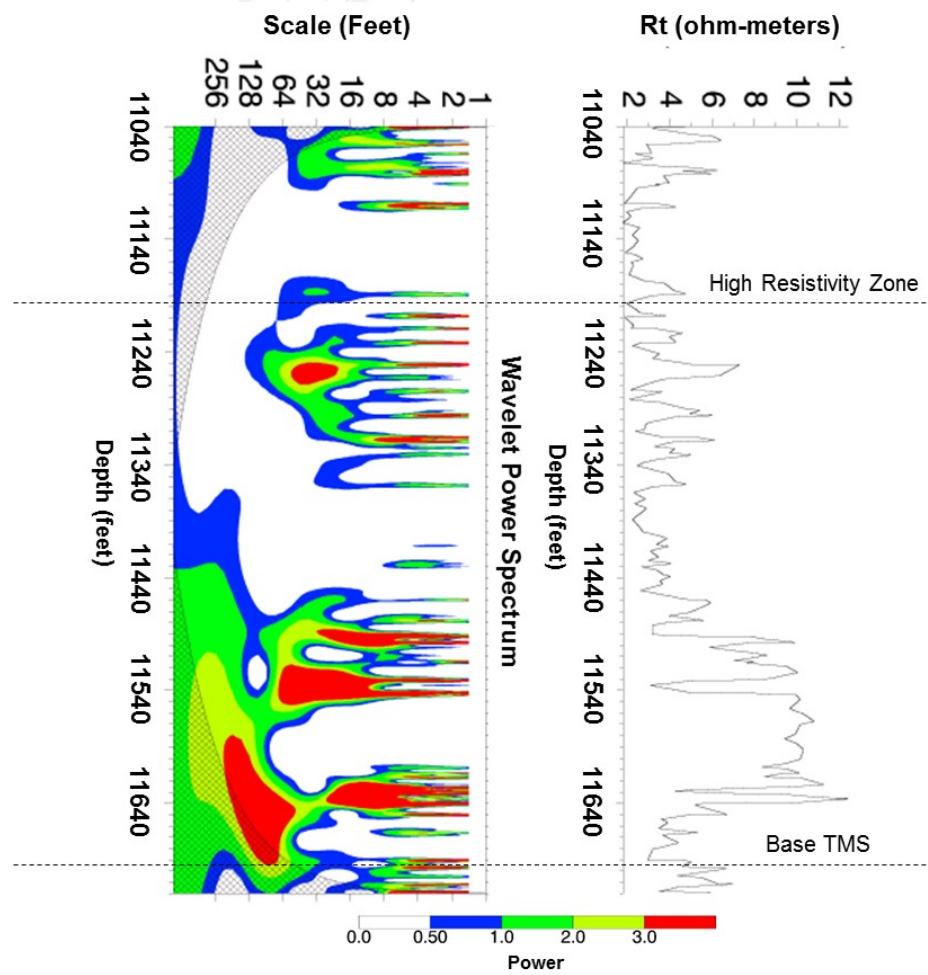 Scale (Feet)
Rt (ohm-meters)
256 128 64 32 16 8 4 2 1
2 4 6 8 10 12
11040
11140
11240
11340
11440
11540
11640
Depth (feet)
Wavelet Power Spectrum
11040
11140
11240
11340
11440
11540
11640
Depth (feet)
High Resistivity Zone
Base TMS
0.0 0.50 1.0 2.0 3.0
Power